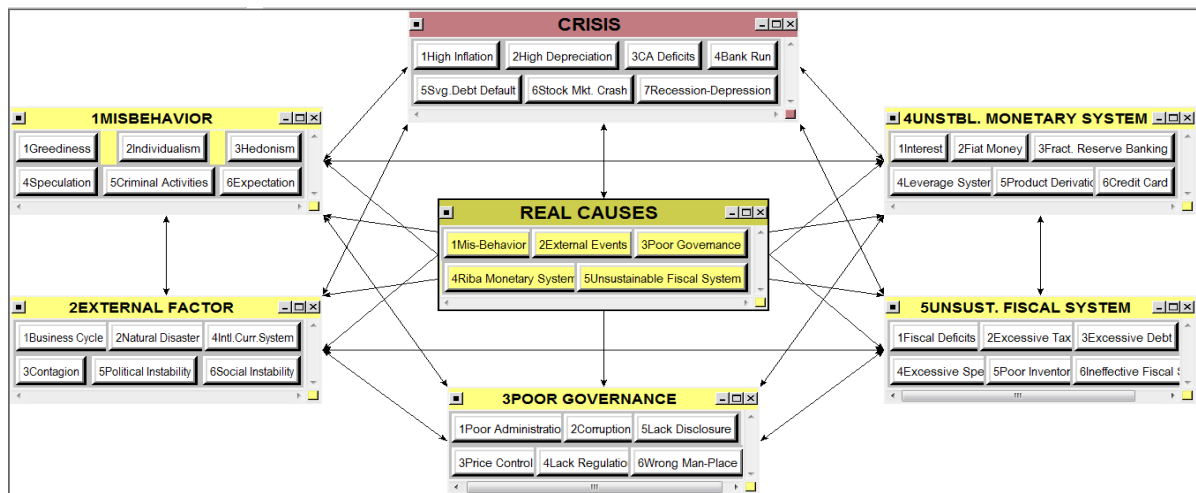 CRISIS
1High Inflation 2High Depreciation 3CA Deficits 4Bank Run
5Svg.Debt Default 6Stock Mkt. Crash 7Recession-Depression
1MISBEHAVIOR
1Greediness 2Individualism 3Hedonism
4Speculation 5Criminal Activities 6Expectation
4UNSTBL. MONETARY SYSTEM
1Interest 2Fiat Money 3Fract. Reserve Banking
4Leverage Syster 5Product Derivatic 6Credit Card
REAL CAUSES
1Mis-Behavior 2External Events 3Poor Governance
4Riba Monetary System 5Unsustainable Fiscal System
2EXTERNAL FACTOR
1Business Cycle 2Natural Disaster 4Intl.Curr.System
3Contagion 5Political Instability 6Social Instability
5UNSUST. FISCAL SYSTEM
1Fiscal Deficits 2Excessive Tax 3Excessive Debt
4Excessive Spe 5Poor Inventor 6Ineffective Fiscal S
3POOR GOVERNANCE
1Poor Administratio 2Corruption 5Lack Disclosure
3Price Control 4Lack Regulatio 6Wrong Man-Place